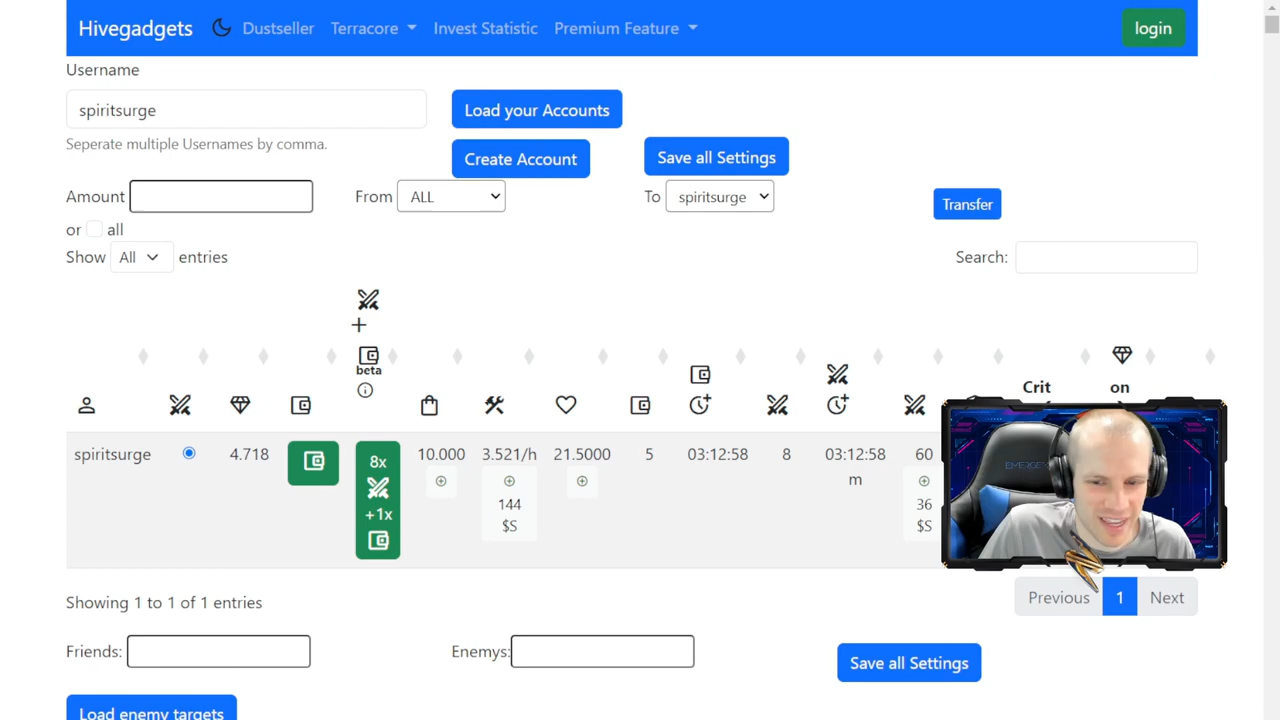 Hivegadgets Dustseller Terracore Invest Statistic Premium Feature login
Username
spiritsurge Load your Accounts
Seperate multiple Usernames by comma.
Create Account Save all Settings
Amount From ALL To spiritsurge Transfer
or all
Show All entries Search:
beta
Crit on
spiritsurge 4.718 8x +1x 10.000 3.521/h 144 $S 21.5000 5 03:12:58 8 03:12:58 m 60 36 $S
Showing 1 to 1 of 1 entries Previous 1 Next
Friends: Enemys: Save all Settings
Load enemy targets